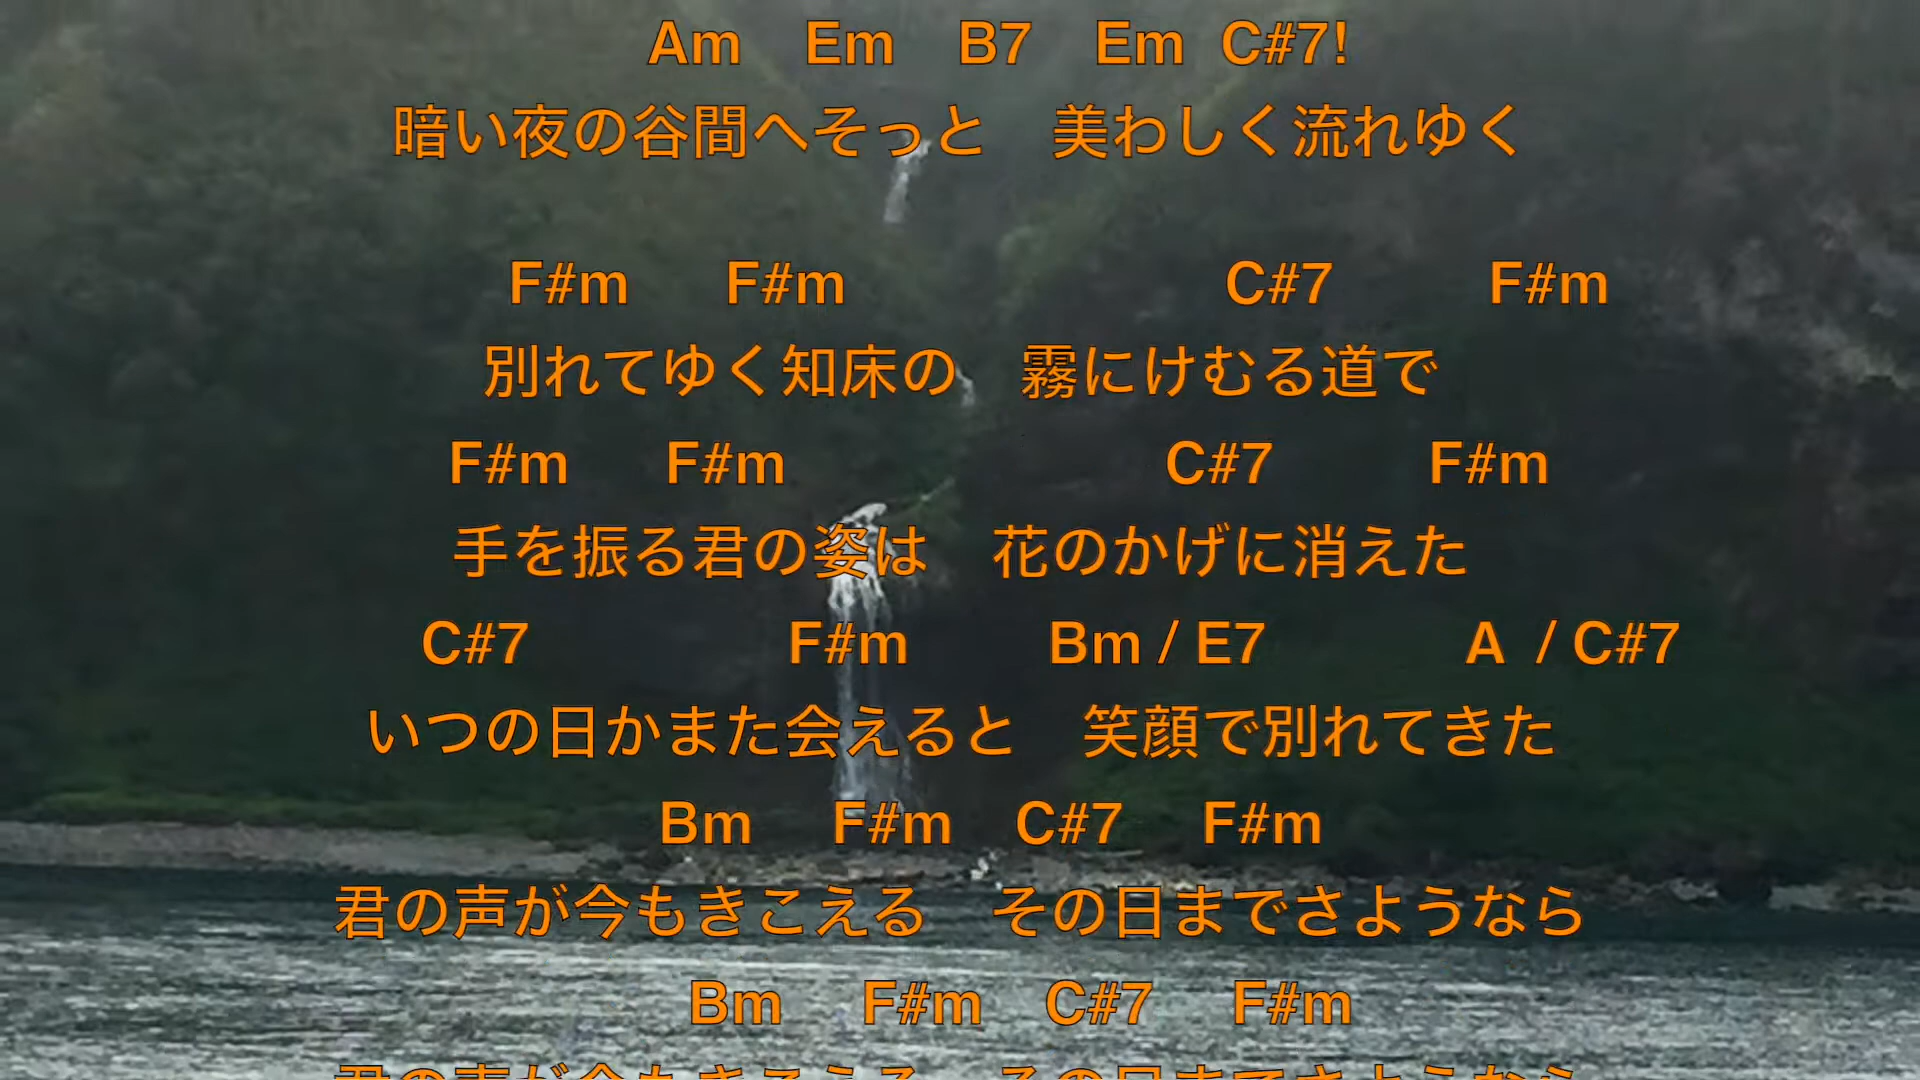 Am Em B7 Em C#7!
暗い夜の谷間へそっと　美わしく流れゆく
F#m F#m C#7 F#m
別れてゆく知床の　霧にけむる道で
F#m F#m C#7 F#m
手を振る君の姿は　花のかげに消えた
C#7 F#m Bm / E7 A / C#7
いつの日かまた会えると　笑顔で別れてきた
Bm F#m C#7 F#m
君の声が今もきこえる　その日までさようなら
Bm F#m C#7 F#m